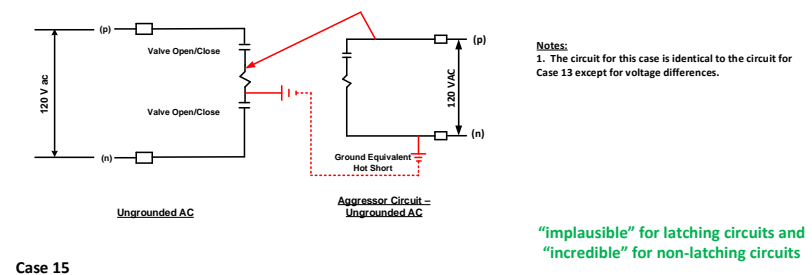 (p)
Valve Open/Close
120 V ac
Valve Open/Close
(n)
Ungrounded AC
(p)
120 VAC
(n)
Ground Equivalent
Hot Short
Aggressor Circuit –
Ungrounded AC
Notes:
1. The circuit for this case is identical to the circuit for
Case 13 except for voltage differences.
“implausible” for latching circuits and
“incredible” for non-latching circuits
Case 15